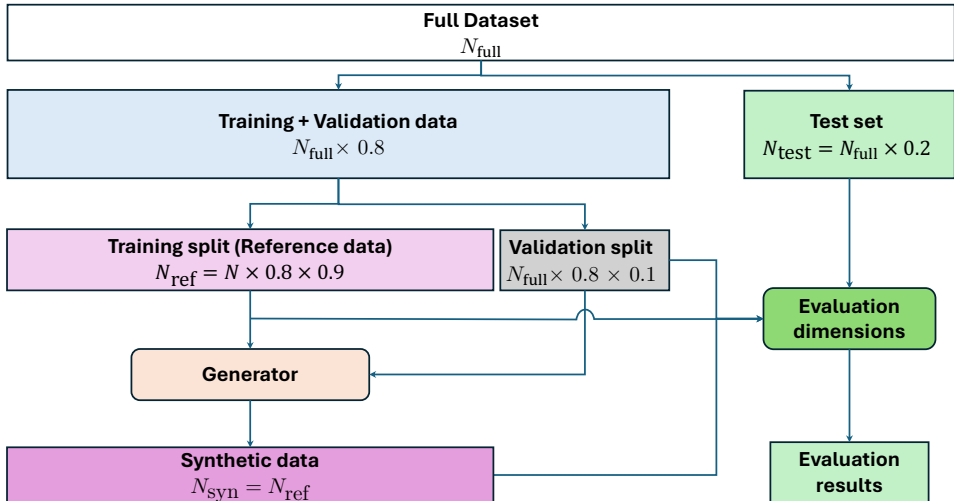 Full Dataset
N_full
Training + Validation data
N_full × 0.8
Test set
N_test = N_full × 0.2
Training split (Reference data)
N_ref = N × 0.8 × 0.9
Validation split
N_full × 0.8 × 0.1
Evaluation
dimensions
Generator
Synthetic data
N_syn = N_ref
Evaluation
results